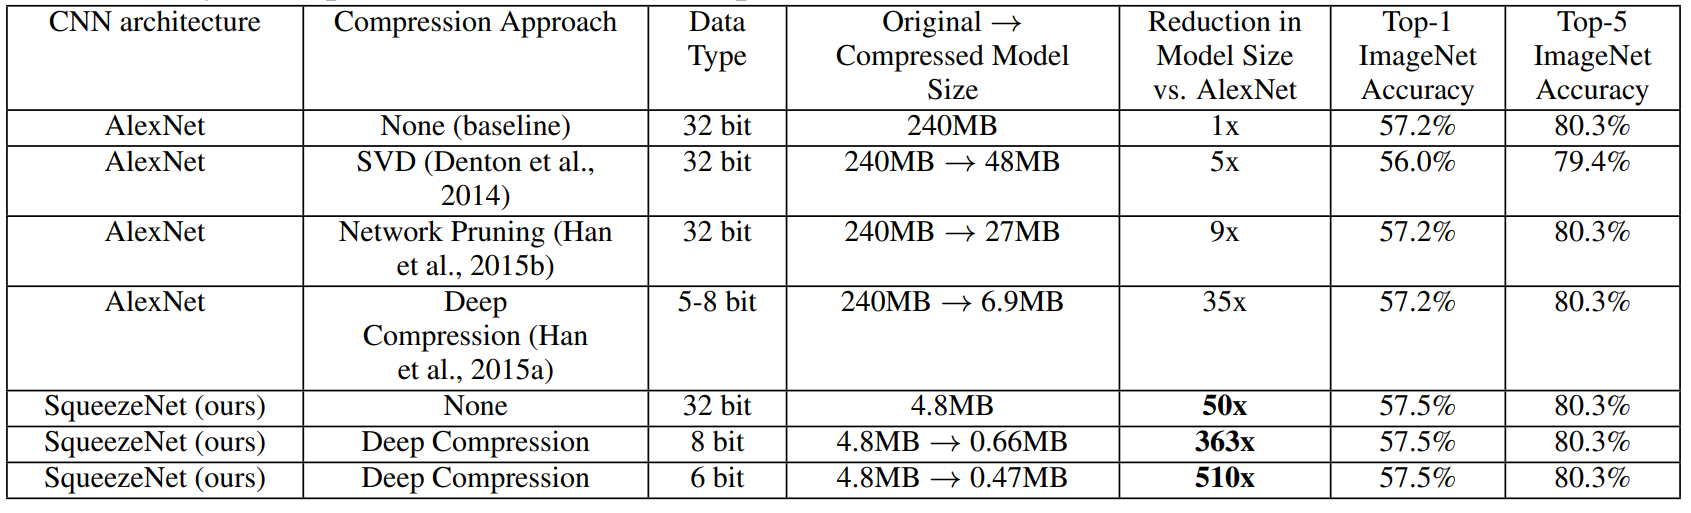 CNN architecture | Compression Approach | Data Type | Original → Compressed Model Size | Reduction in Model Size vs. AlexNet | Top-1 ImageNet Accuracy | Top-5 ImageNet Accuracy
AlexNet | None (baseline) | 32 bit | 240MB | 1x | 57.2% | 80.3%
AlexNet | SVD (Denton et al., 2014) | 32 bit | 240MB → 48MB | 5x | 56.0% | 79.4%
AlexNet | Network Pruning (Han et al., 2015b) | 32 bit | 240MB → 27MB | 9x | 57.2% | 80.3%
AlexNet | Deep Compression (Han et al., 2015a) | 5-8 bit | 240MB → 6.9MB | 35x | 57.2% | 80.3%
SqueezeNet (ours) | None | 32 bit | 4.8MB | 50x | 57.5% | 80.3%
SqueezeNet (ours) | Deep Compression | 8 bit | 4.8MB → 0.66MB | 363x | 57.5% | 80.3%
SqueezeNet (ours) | Deep Compression | 6 bit | 4.8MB → 0.47MB | 510x | 57.5% | 80.3%